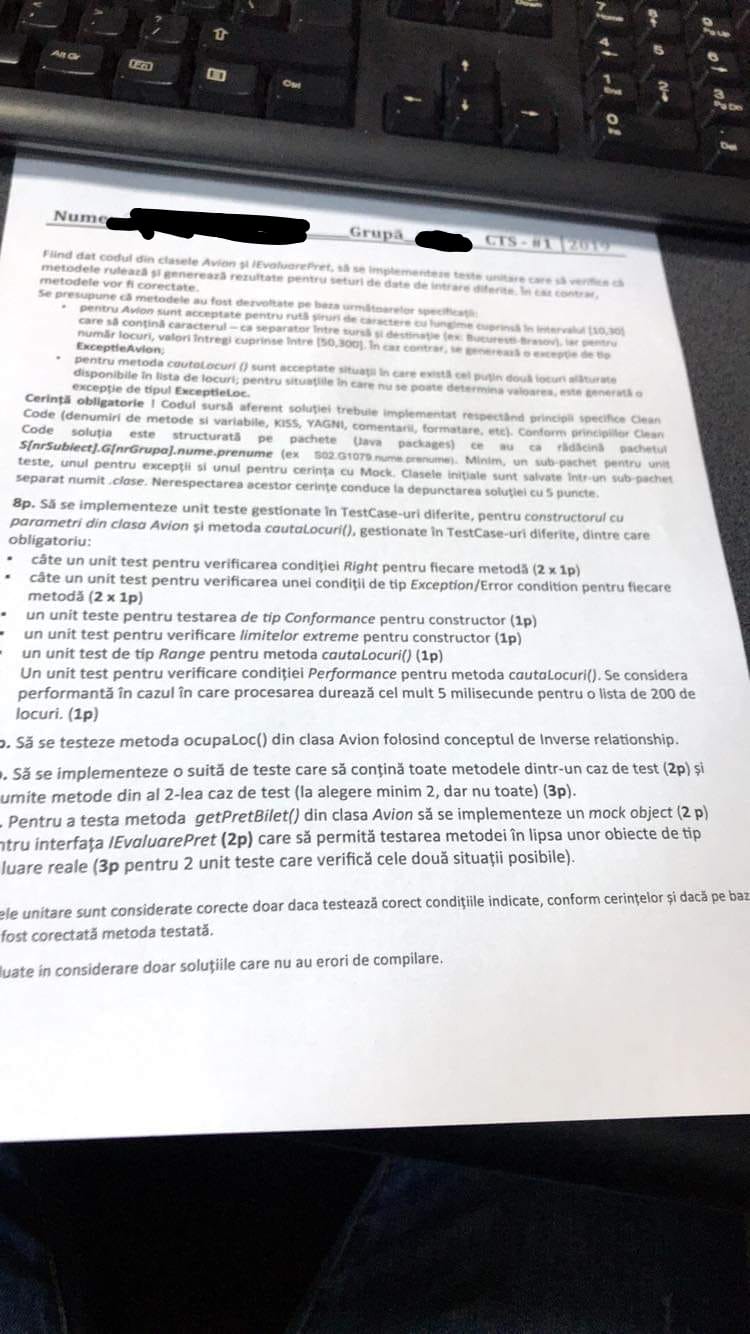 Alt Gr
Fn
Ctrl
7 Home
8
9 Pg Up
4
5
6
1 End
2
3 Pg Dn
0 Ins
Del
Nume
Grupă CTS - #1 | 2019
Fiind dat codul din clasele Avion și IEvaluarePret, să se implementeze teste unitare care să verifice că
metodele rulează și generează rezultate pentru seturi de date de intrare diferite. În caz contrar,
metodele vor fi corectate.
Se presupune că metodele au fost dezvoltate pe baza următoarelor specificații:
• pentru Avion sunt acceptate pentru rută șiruri de caractere cu lungime cuprinsă în intervalul [10,30]
care să conțină caracterul – ca separator între sursă și destinație (ex: Bucuresti-Brasov), iar pentru
număr locuri, valori întregi cuprinse între [50,300]. În caz contrar, se generează o excepție de tip
ExceptieAvion;
• pentru metoda cautaLocuri () sunt acceptate situații în care există cel puțin două locuri alăturate
disponibile în lista de locuri; pentru situațiile în care nu se poate determina valoarea, este generată o
excepție de tipul ExceptieLoc.
Cerință obligatorie ! Codul sursă aferent soluției trebuie implementat respectând principii specifice Clean
Code (denumiri de metode si variabile, KISS, YAGNI, comentarii, formatare, etc). Conform principiilor Clean
Code soluția este structurată pe pachete (Java packages) ce au ca rădăcină pachetul
S[nrSubiect].G[nrGrupa].nume.prenume (ex S02.G1079.nume.prenume). Minim, un sub-pachet pentru unit
teste, unul pentru excepții si unul pentru cerința cu Mock. Clasele inițiale sunt salvate într-un sub-pachet
separat numit .clase. Nerespectarea acestor cerințe conduce la depunctarea soluției cu 5 puncte.
8p. Să se implementeze unit teste gestionate în TestCase-uri diferite, pentru constructorul cu
parametri din clasa Avion și metoda cautaLocuri(), gestionate în TestCase-uri diferite, dintre care
obligatoriu:
• câte un unit test pentru verificarea condiției Right pentru fiecare metodă (2 x 1p)
• câte un unit test pentru verificarea unei condiții de tip Exception/Error condition pentru fiecare
metodă (2 x 1p)
• un unit teste pentru testarea de tip Conformance pentru constructor (1p)
un unit test pentru verificare limitelor extreme pentru constructor (1p)
un unit test de tip Range pentru metoda cautaLocuri() (1p)
Un unit test pentru verificare condiției Performance pentru metoda cautaLocuri(). Se considera
performantă în cazul în care procesarea durează cel mult 5 milisecunde pentru o lista de 200 de
locuri. (1p)
. Să se testeze metoda ocupaLoc() din clasa Avion folosind conceptul de Inverse relationship.
. Să se implementeze o suită de teste care să conțină toate metodele dintr-un caz de test (2p) și
umite metode din al 2-lea caz de test (la alegere minim 2, dar nu toate) (3p).
. Pentru a testa metoda getPretBilet() din clasa Avion să se implementeze un mock object (2 p)
ntru interfața IEvaluarePret (2p) care să permită testarea metodei în lipsa unor obiecte de tip
luare reale (3p pentru 2 unit teste care verifică cele două situații posibile).
ele unitare sunt considerate corecte doar daca testează corect condițiile indicate, conform cerințelor și dacă pe baz
fost corectată metoda testată.
luate in considerare doar soluțiile care nu au erori de compilare.